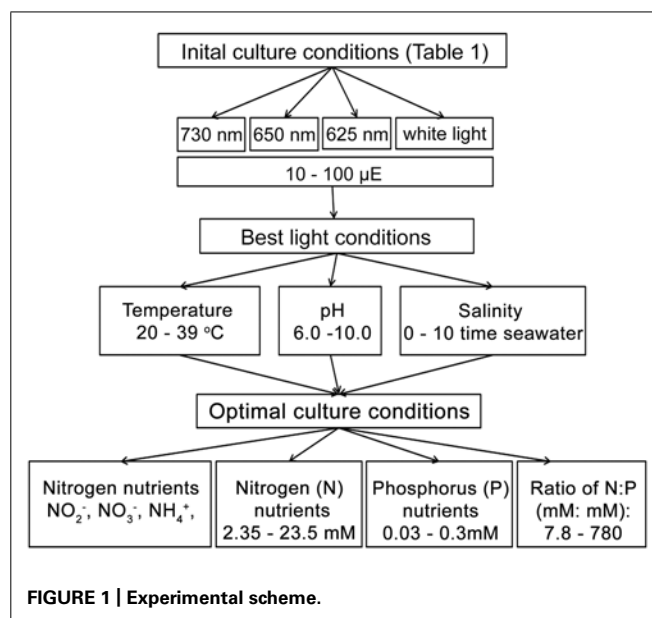 Inital culture conditions (Table 1)
730 nm 650 nm 625 nm white light
10 - 100 µE
Best light conditions
Temperature
20 - 39 °C
pH
6.0 -10.0
Salinity
0 - 10 time seawater
Optimal culture conditions
Nitrogen nutrients
NO₂⁻, NO₃⁻, NH₄⁺,
Nitrogen (N)
nutrients
2.35 - 23.5 mM
Phosphorus (P)
nutrients
0.03 - 0.3mM
Ratio of N:P
(mM: mM):
7.8 - 780
FIGURE 1 | Experimental scheme.